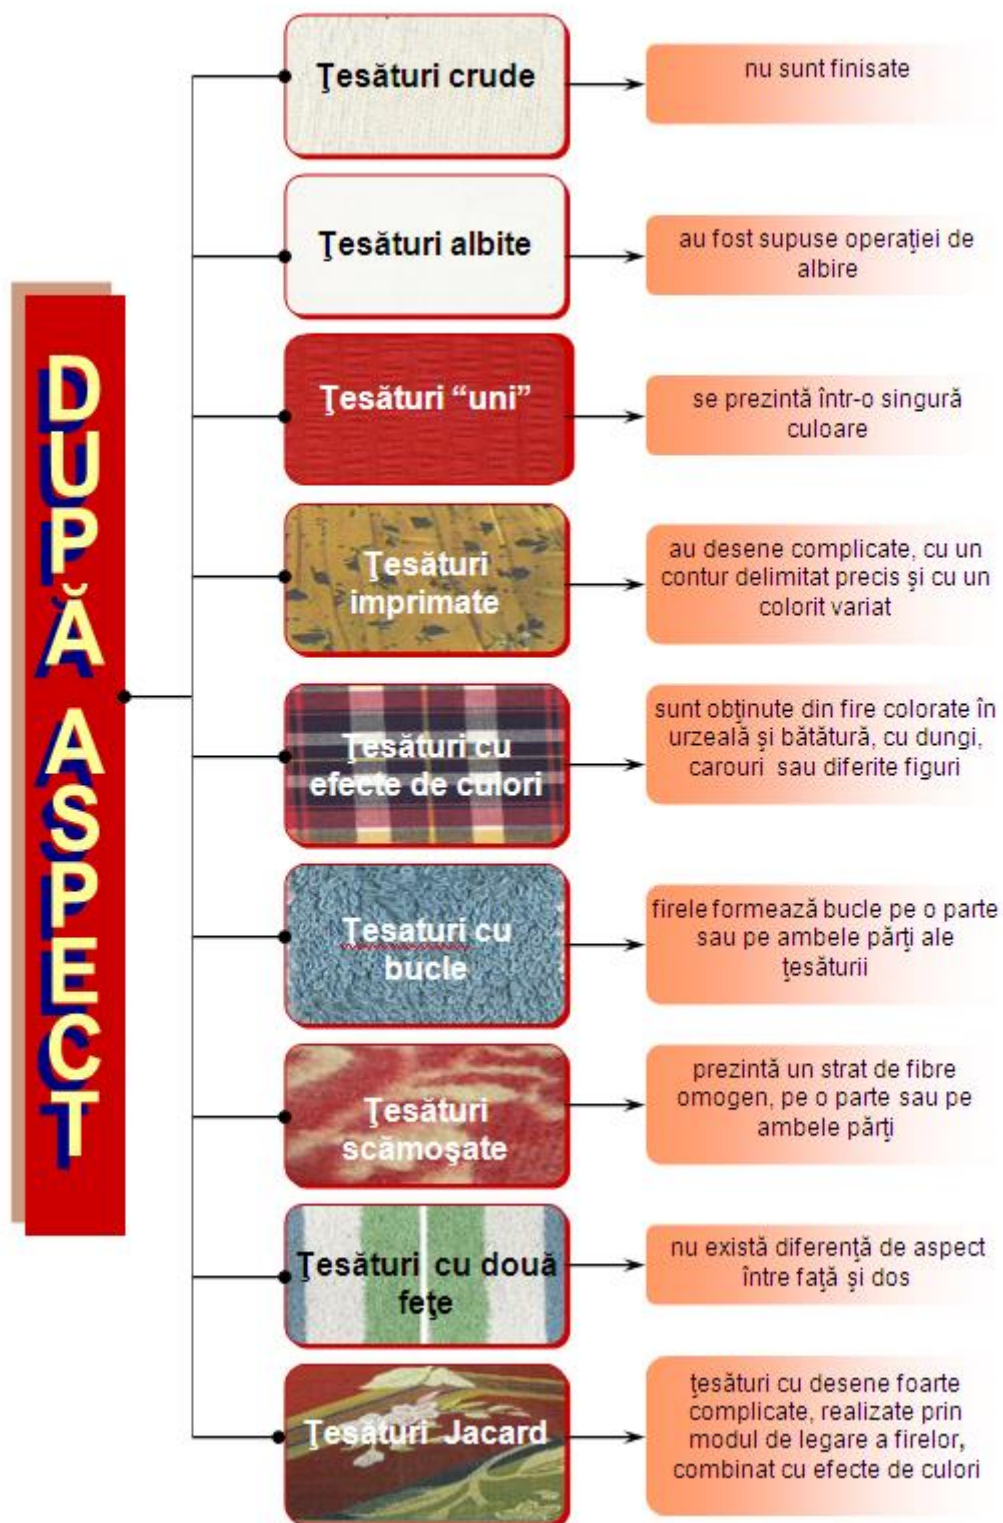 DUPĂ ASPECT
Ţesături crude
nu sunt finisate
Ţesături albite
au fost supuse operaţiei de
albire
Ţesături “uni”
se prezintă într-o singură
culoare
Ţesături
imprimate
au desene complicate, cu un
contur delimitat precis şi cu un
colorit variat
Ţesături cu
efecte de culori
sunt obţinute din fire colorate în
urzeală şi bătătură, cu dungi,
carouri sau diferite figuri
Tesaturi cu
bucle
firele formează bucle pe o parte
sau pe ambele părţi ale
ţesăturii
Ţesături
scămoşate
prezintă un strat de fibre
omogen, pe o parte sau pe
ambele părţi
Ţesături cu două
feţe
nu există diferenţă de aspect
între faţă şi dos
Ţesături Jacard
ţesături cu desene foarte
complicate, realizate prin
modul de legare a firelor,
combinat cu efecte de culori